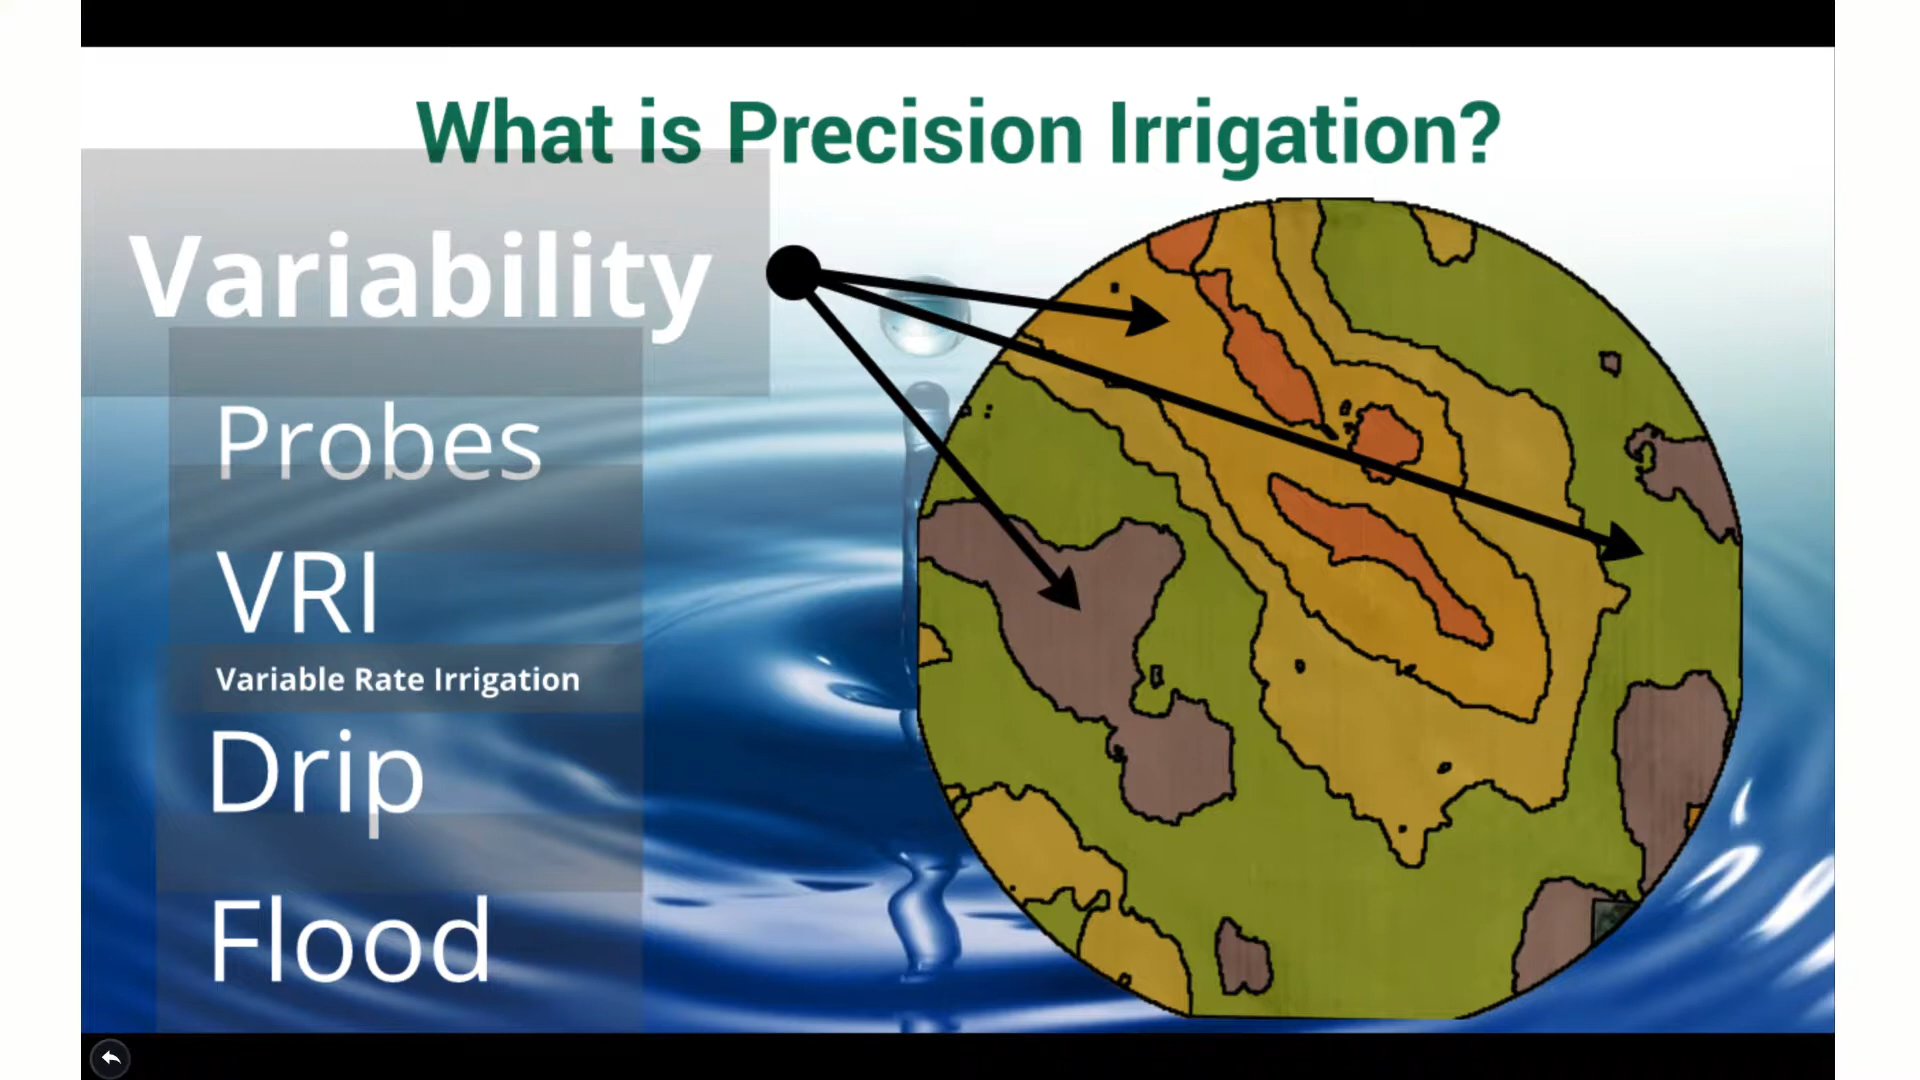 What is Precision Irrigation?
Variability
Probes
VRI
Variable Rate Irrigation
Drip
Flood